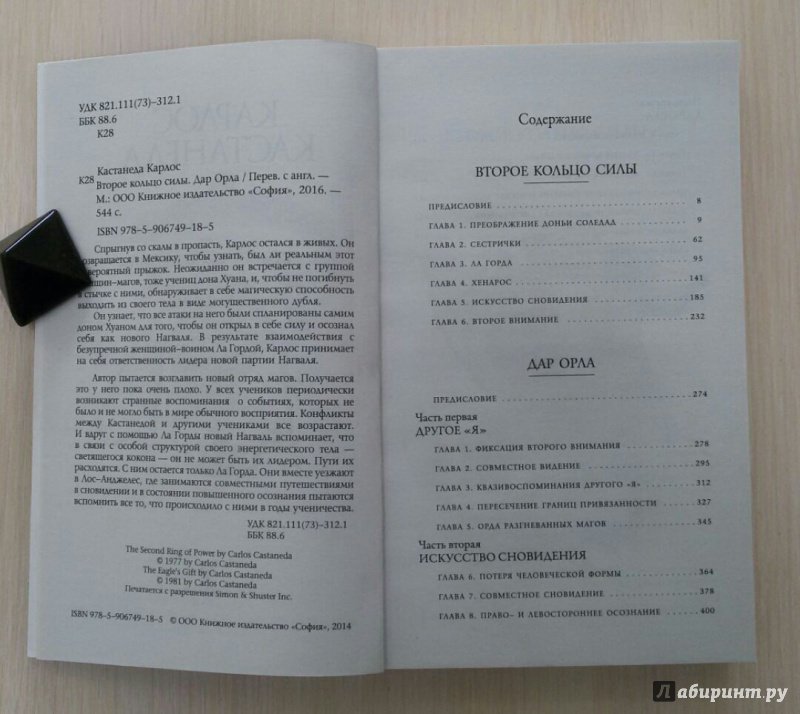 УДК 821.111(73)–312.1
ББК 88.6
К28
Кастанеда Карлос
К28 Второе кольцо силы. Дар Орла / Перев. с англ. —
М.: ООО Книжное издательство «София», 2016. —
544 с.
ISBN 978–5–906749–18–5
Спрыгнув со скалы в пропасть, Карлос остался в живых. Он
возвращается в Мексику, чтобы узнать, был ли реальным этот
вероятный прыжок. Неожиданно он встречается с группой
женщин–магов, тоже учениц дона Хуана, и, чтобы не погибнуть
в стычке с ними, обнаруживает в себе магическую способность
выходить из своего тела в виде могущественного дубля.
Он узнает, что все атаки на него были спланированы самим
доном Хуаном для того, чтобы он открыл в себе силу и осознал
себя как нового Нагваля. В результате взаимодействия с
безупречной женщиной–воином Ла Гордой, Карлос принимает
на себя ответственность лидера новой партии Нагваля.
Автор пытается возглавить новый отряд магов. Получается
это у него пока очень плохо. У всех учеников периодически
возникают странные воспоминания о событиях, которых не
было и не могло быть в мире обычного восприятия. Конфликты
между Кастанедой и другими учениками все возрастают.
И вдруг с помощью Ла Горды новый Нагваль вспоминает, что
в связи с особой структурой своего энергетического тела —
светящегося кокона — он не может быть их лидером. Пути их
расходятся. С ним остается только Ла Горда. Они вместе уезжают
в Лос–Анджелес, где занимаются совместными путешествиями
в сновидении и в состоянии повышенного осознания пытаются
вспомнить все то, что происходило с ними в годы ученичества.
УДК 821.111(73)–312.1
ББК 88.6
The Second Ring of Power by Carlos Castaneda
© 1977 by Carlos Castaneda
The Eagle's Gift by Carlos Castaneda
© 1981 by Carlos Castaneda
Печатается с разрешения Simon & Shuster Inc.
ISBN 978–5–906749–18–5 © ООО Книжное издательство «София», 2014
Содержание
ВТОРОЕ КОЛЬЦО СИЛЫ
ПРЕДИСЛОВИЕ 8
ГЛАВА 1. ПРЕОБРАЖЕНИЕ ДОНЬИ СОЛЕДАД 9
ГЛАВА 2. СЕСТРИЧКИ 62
ГЛАВА 3. ЛА ГОРДА 95
ГЛАВА 4. ХЕНАРОС 141
ГЛАВА 5. ИСКУССТВО СНОВИДЕНИЯ 185
ГЛАВА 6. ВТОРОЕ ВНИМАНИЕ 232
ДАР ОРЛА
ПРЕДИСЛОВИЕ 274
Часть первая
ДРУГОЕ «Я»
ГЛАВА 1. ФИКСАЦИЯ ВТОРОГО ВНИМАНИЯ 278
ГЛАВА 2. СОВМЕСТНОЕ ВИДЕНИЕ 295
ГЛАВА 3. КВАЗИВОСПОМИНАНИЯ ДРУГОГО «Я» 312
ГЛАВА 4. ПЕРЕСЕЧЕНИЕ ГРАНИЦ ПРИВЯЗАННОСТИ 327
ГЛАВА 5. ОРДА РАЗГНЕВАННЫХ МАГОВ 345
Часть вторая
ИСКУССТВО СНОВИДЕНИЯ
ГЛАВА 6. ПОТЕРЯ ЧЕЛОВЕЧЕСКОЙ ФОРМЫ 364
ГЛАВА 7. СОВМЕСТНОЕ СНОВИДЕНИЕ 378
ГЛАВА 8. ПРАВО– И ЛЕВОСТОРОННЕЕ ОСОЗНАНИЕ 400
Лабиринт.ру